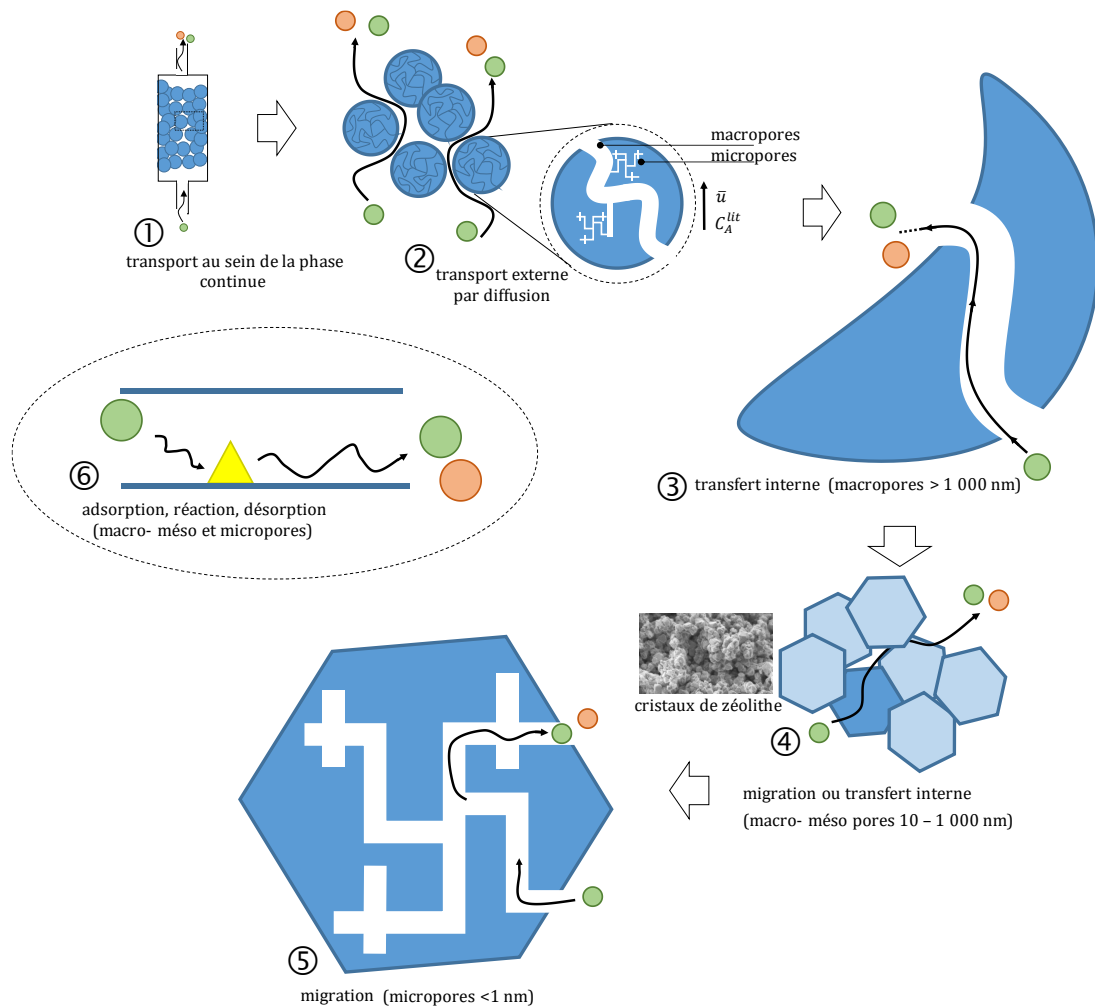 ①
transport au sein de la phase
continue
②
transport externe
par diffusion
macropores
micropores
ū
C_A^{lit}
③ transfert interne (macropores > 1 000 nm)
⑥
adsorption, réaction, désorption
(macro- méso et micropores)
cristaux de zéolithe
④
migration ou transfert interne
(macro- méso pores 10 – 1 000 nm)
⑤
migration (micropores <1 nm)